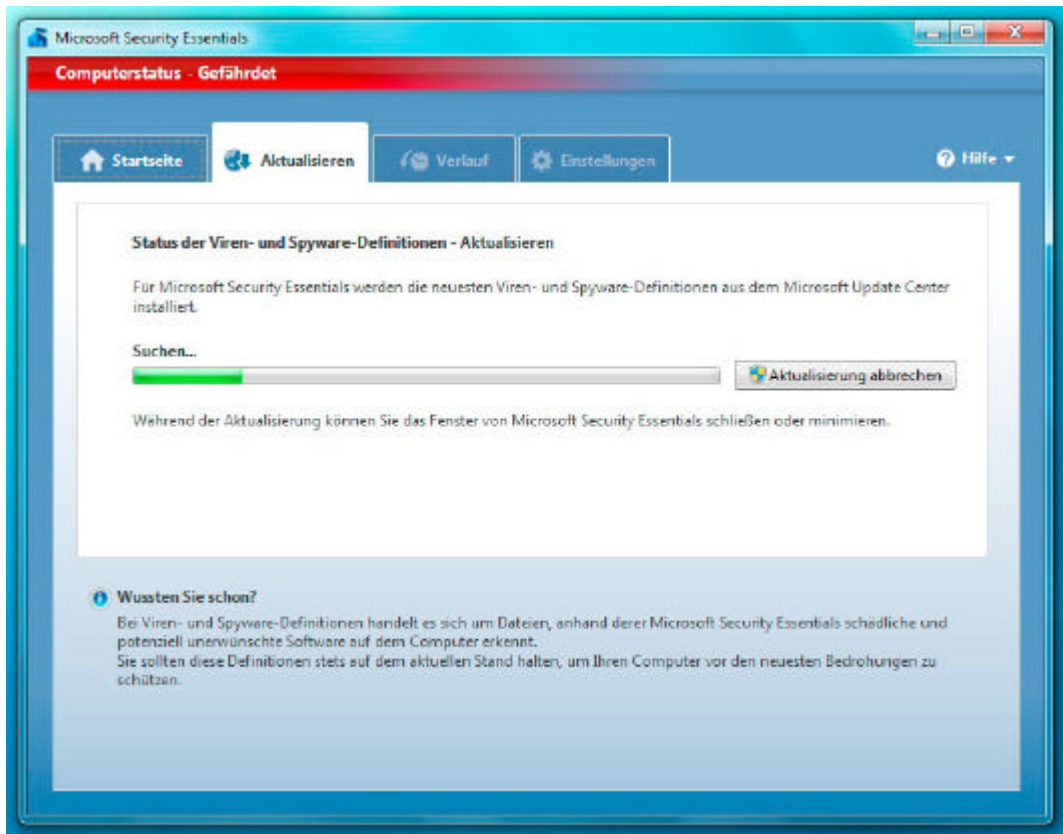 Microsoft Security Essentials
Computerstatus - Gefährdet
Startseite
Aktualisieren
Verlauf
Einstellungen
Hilfe
Status der Viren- und Spyware-Definitionen - Aktualisieren
Für Microsoft Security Essentials werden die neuesten Viren- und Spyware-Definitionen aus dem Microsoft Update Center
installiert.
Suchen...
Aktualisierung abbrechen
Während der Aktualisierung können Sie das Fenster von Microsoft Security Essentials schließen oder minimieren.
Wussten Sie schon?
Bei Viren- und Spyware-Definitionen handelt es sich um Dateien, anhand derer Microsoft Security Essentials schädliche und
potenziell unerwünschte Software auf dem Computer erkennt.
Sie sollten diese Definitionen stets auf dem aktuellen Stand halten, um Ihren Computer vor den neuesten Bedrohungen zu
schützen.